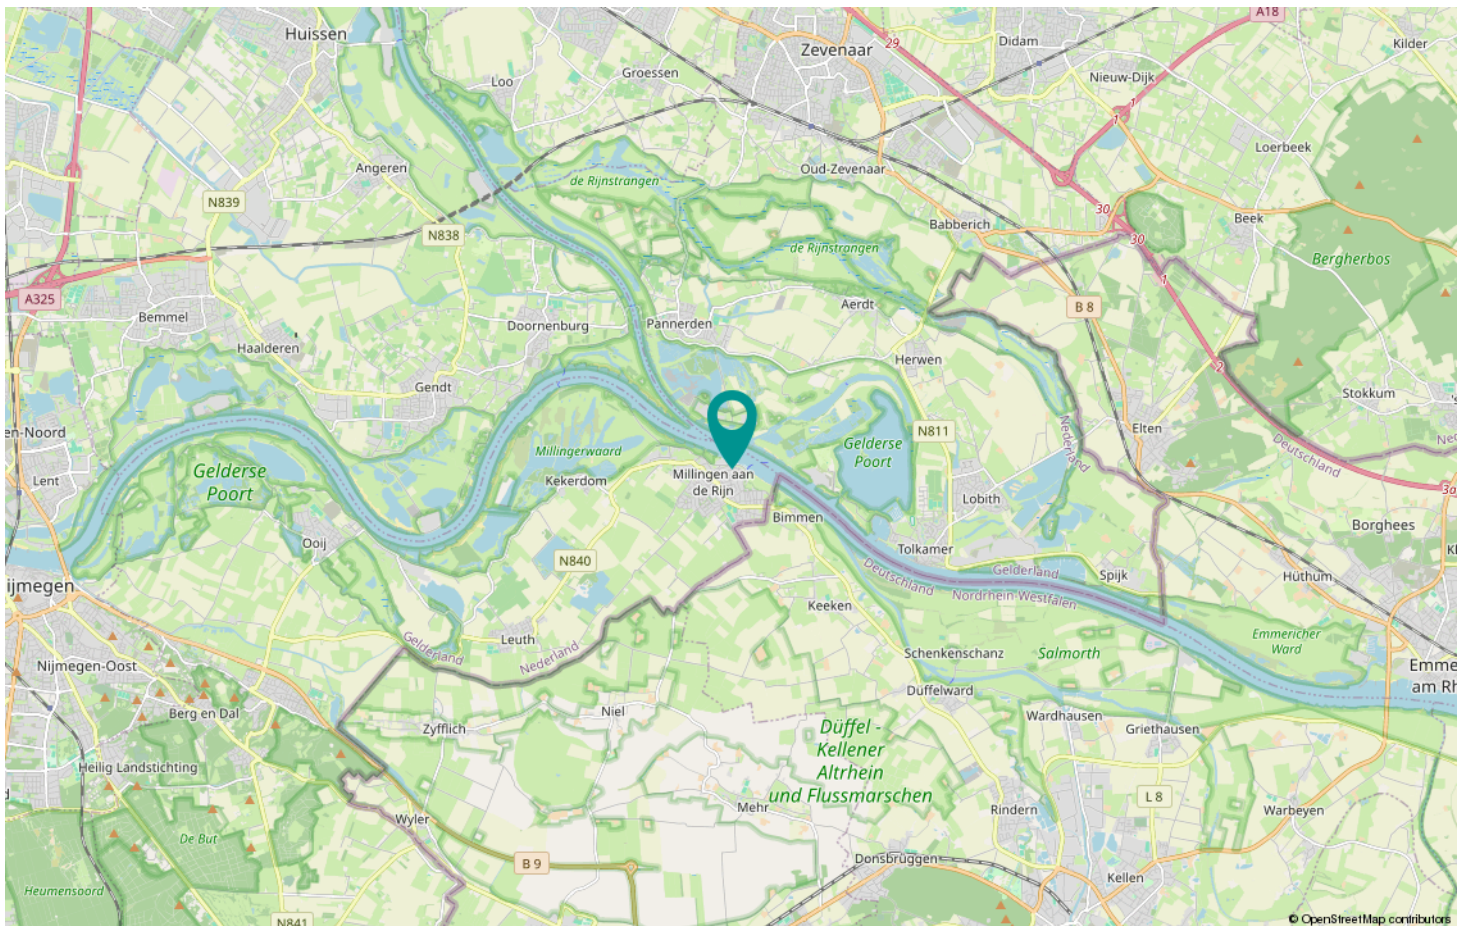 A18
Huissen
29
Didam
Kilder
Zevenaar
Loo
Groessen
Nieuw-Dijk
1
1
Loerbeek
Angeren
de Rijnstrangen
Oud-Zevenaar
N839
30
Beek
Babberich
N838
30
de Rijnstrangen
Bergherbos
1
A325
Aerdt
B 8
Bemmel
Doornenburg
Pannerden
Haalderen
Herwen
2
Gendt
Stokkum
Nederland
Elten
en-Noord
N811
Deutschland
Millingerwaard
Gelderse
Poort
Gelderse
Poort
Lent
Kekerdom
Millingen aan
de Rijn
3a
Lobith
Bimmen
Borghees
Ooij
Tolkamer
N840
Deutschland
Gelderland
Spijk
Hüthum
ijmegen
Nordrhein-Westfalen
Keeken
Gelderland
Leuth
Nederland
Emmericher
Ward
Schenkenschanz
Salmorth
Nijmegen-Oost
Emme
am Rh
Düffelward
Berg en Dal
Niel
Wardhausen
Zyfflich
Griethausen
Düffel -
Kellener
Altrhein
und Flussmarschen
Heilig Landstichting
L 8
Mehr
Rindern
Warbeyen
Wyler
De But
B 9
Donsbrüggen
Kellen
Heumensoord
N841
© OpenStreetMap contributors